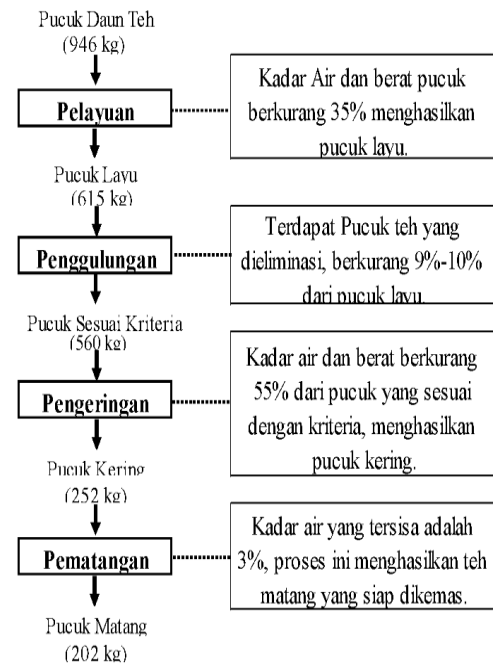 Pucuk Daun Teh
(946 kg)
Pelayuan
Kadar Air dan berat pucuk
berkurang 35% menghasilkan
pucuk layu.
Pucuk Layu
(615 kg)
Penggulungan
Terdapat Pucuk teh yang
dieliminasi, berkurang 9%-10%
dari pucuk layu.
Pucuk Sesuai Kriteria
(560 kg)
Pengeringan
Kadar air dan berat berkurang
55% dari pucuk yang sesuai
dengan kriteria, menghasilkan
pucuk kering.
Pucuk Kering
(252 kg)
Pematangan
Kadar air yang tersisa adalah
3%, proses ini menghasilkan teh
matang yang siap dikemas.
Pucuk Matang
(202 kg)